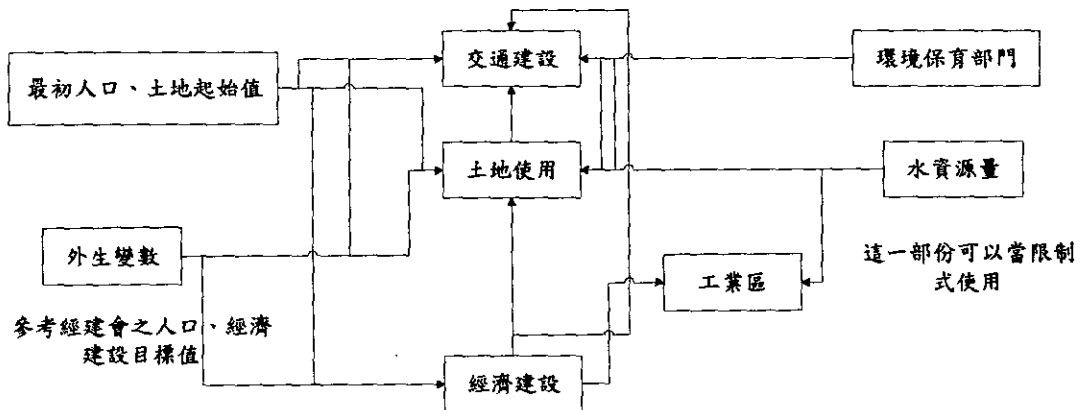 交通建設
環境保育部門
最初人口、土地起始值
土地使用
水資源量
外生變數
工業區
這一部份可以當限制
式使用
參考經建會之人口、經濟
建設目標值
經濟建設